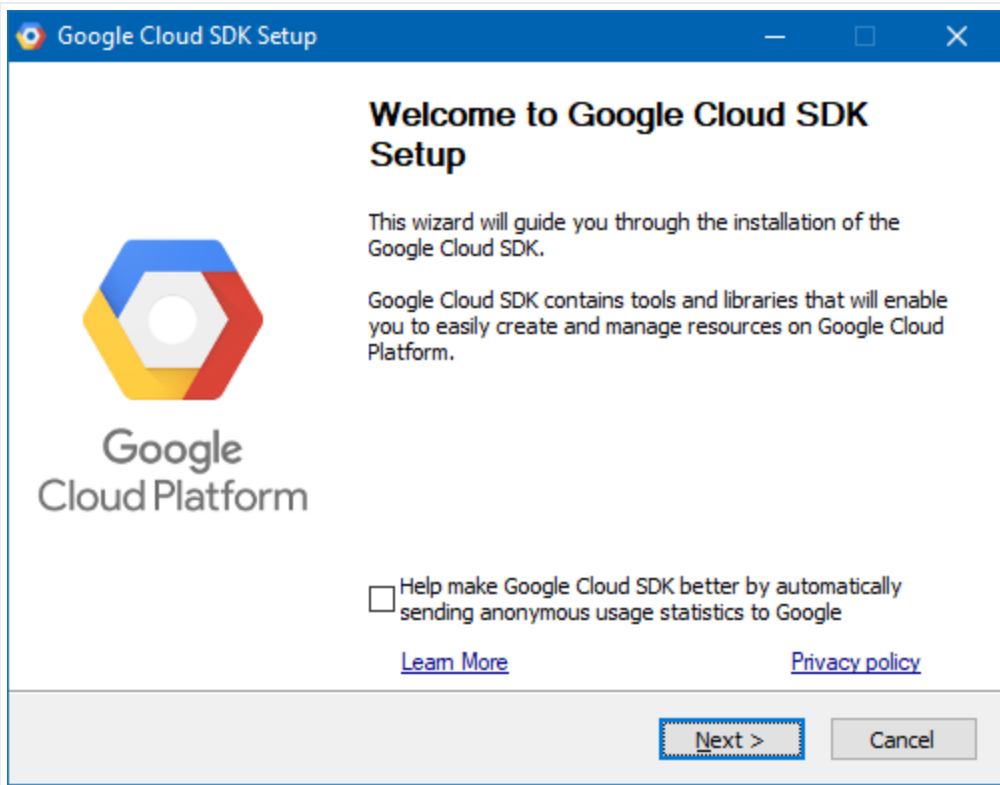 Google Cloud SDK Setup
Welcome to Google Cloud SDK
Setup
This wizard will guide you through the installation of the
Google Cloud SDK.
Google Cloud SDK contains tools and libraries that will enable
you to easily create and manage resources on Google Cloud
Platform.
Google
Cloud Platform
Help make Google Cloud SDK better by automatically
sending anonymous usage statistics to Google
Learn More
Privacy policy
Next >
Cancel